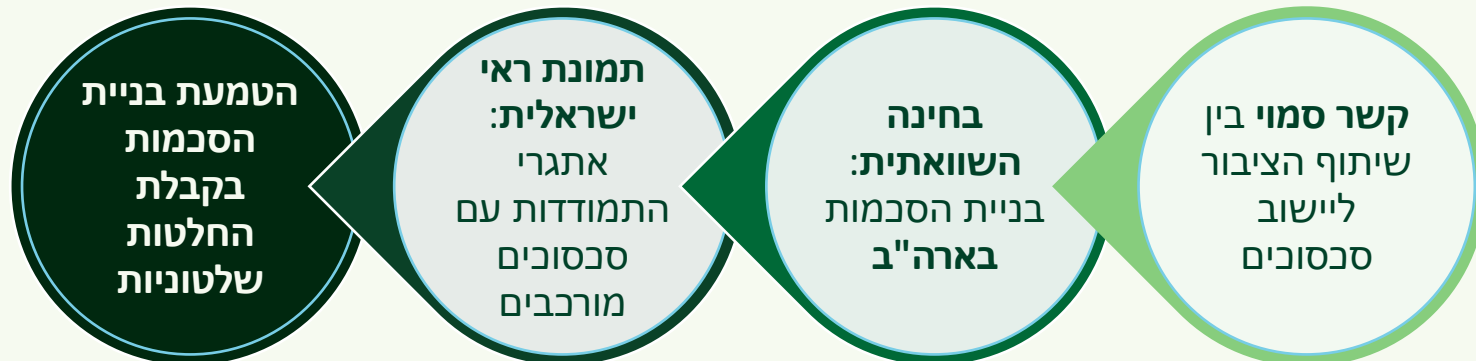 קשר סמוי בין
שיתוף הציבור
ליישוב
סכסוכים
בחינה
השוואתית:
בניית הסכמות
בארה"ב
תמונת ראי
ישראלית:
אתגרי
התמודדות עם
סכסוכים
מורכבים
הטמעת בניית
הסכמות
בקבלת
החלטות
שלטוניות